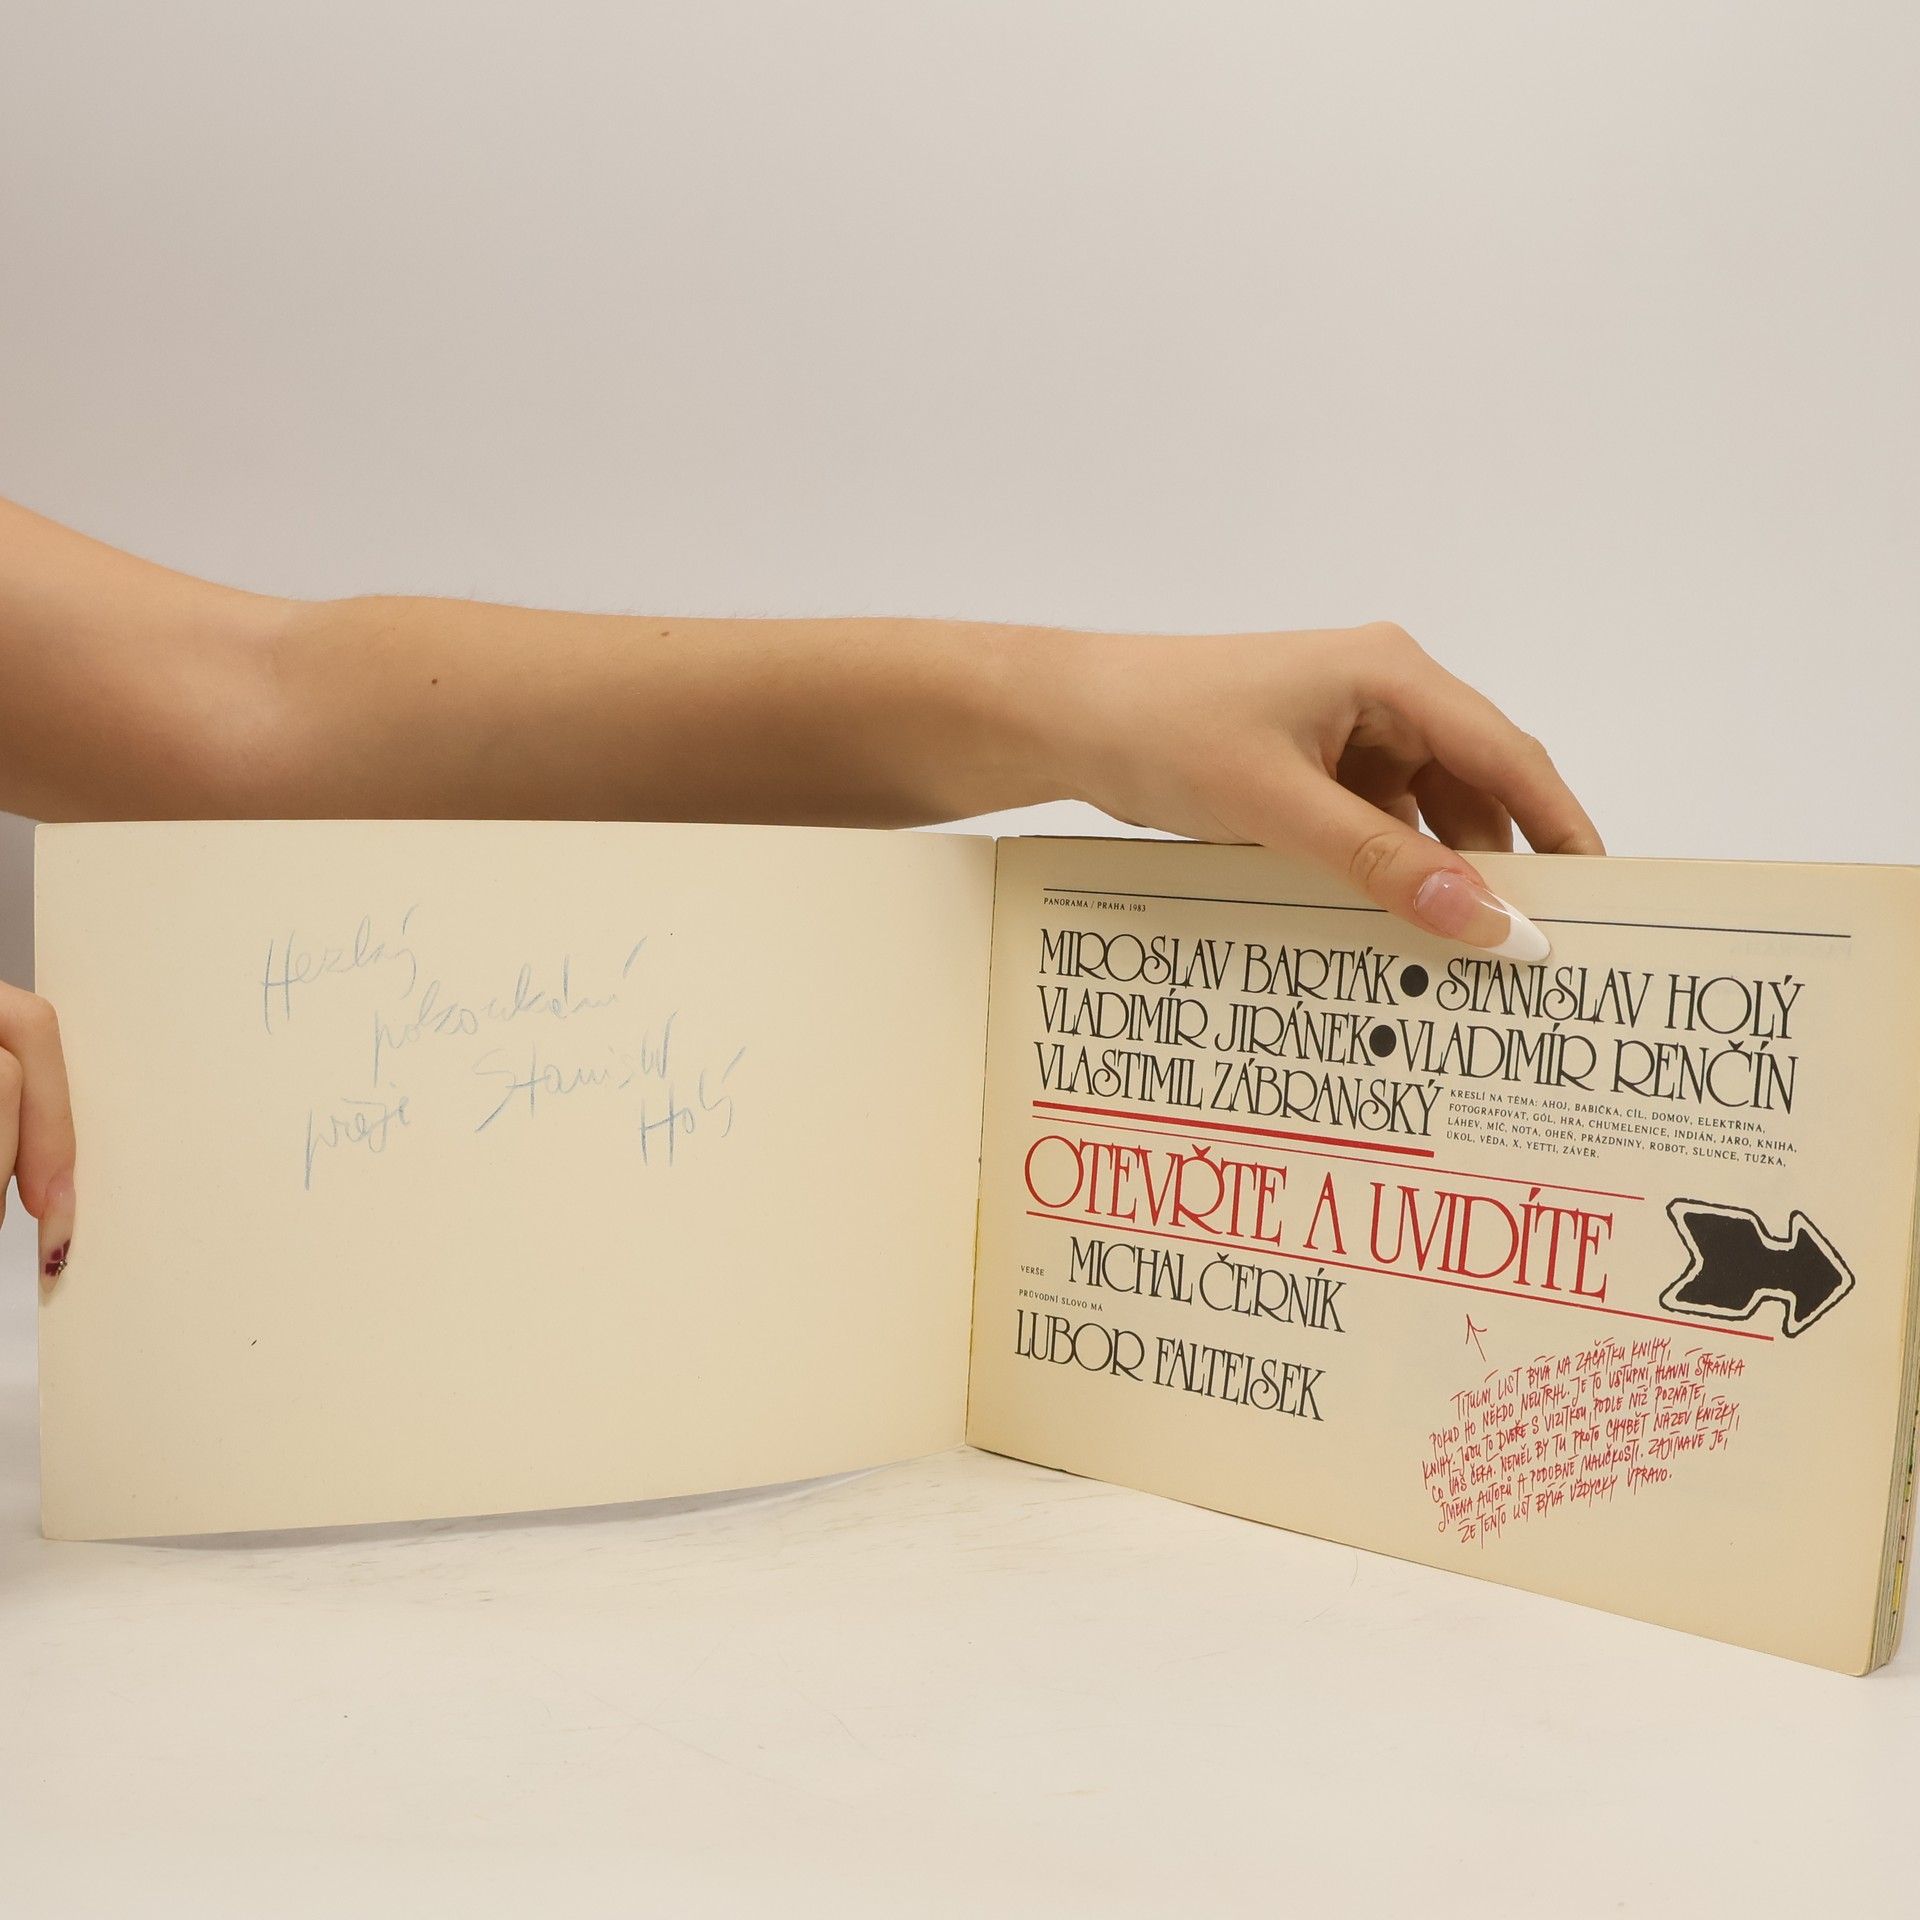 Hezký
pokoukání
přeje Stanislav
Holý
PANORAMA / PRAHA 1983
MIROSLAV BARTÁK ● STANISLAV HOLÝ
VLADIMÍR JIRÁNEK ● VLADIMÍR RENČÍN
VLASTIMIL ZÁBRANSKÝ
KRESLÍ NA TÉMA: AHOJ, BABIČKA, CÍL, DOMOV, ELEKTŘINA,
FOTOGRAFOVAT, GÓL, HRA, CHUMELENICE, INDIÁN, JARO, KNIHA,
LÁHEV, MÍČ, NOTA, OHEŇ, PRÁZDNINY, ROBOT, SLUNCE, TUŽKA,
ÚKOL, VĚDA, X, YETTI, ZÁVĚR.
OTEVŘTE A UVIDÍTE
VERŠE MICHAL ČERNÍK
PRŮVODNÍ SLOVO MÁ
LUBOR FALTEISEK
TITULNÍ LIST BÝVÁ NA ZAČÁTKU KNIHY,
POKUD HO NĚKDO NEUTRHL. JE TO VSTUPNÍ, HLAVNÍ STRÁNKA
KNIHY. JSOU TO DVEŘE S VIZITKOU, PODLE NÍŽ POZNÁTE,
CO VÁS ČEKÁ. NEMĚL BY TU PROTO CHYBĚT NÁZEV KNÍŽKY,
JMÉNA AUTORŮ A PODOBNÉ MALIČKOSTI. ZAJÍMAVÉ JE,
ŽE TENTO LIST BÝVÁ VŽDYCKY VPRAVO.